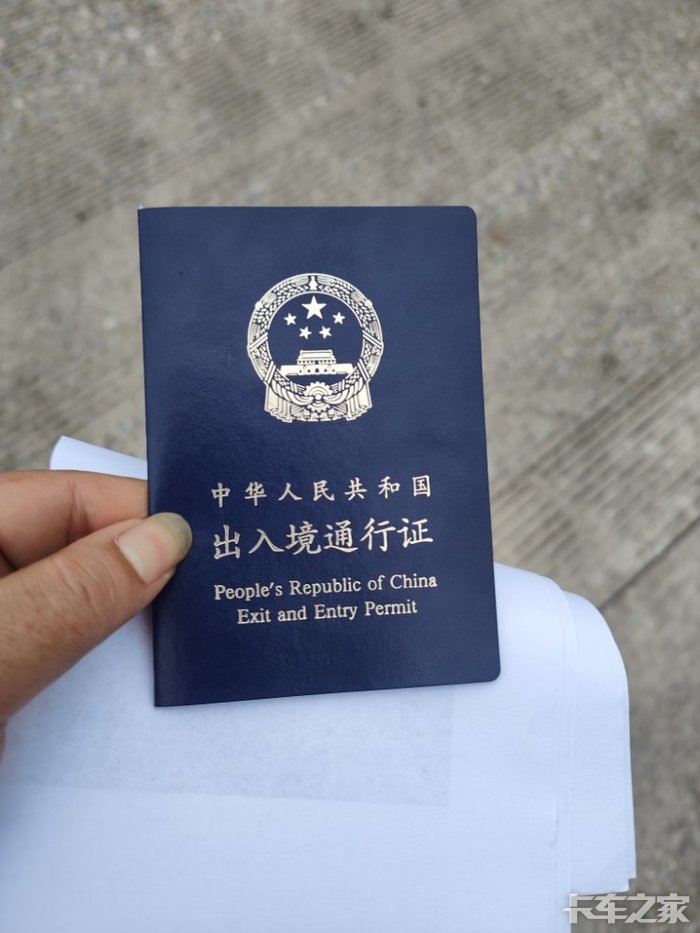 中华人民共和国
出入境通行证
People's Republic of China
Exit and Entry Permit
卡车之家